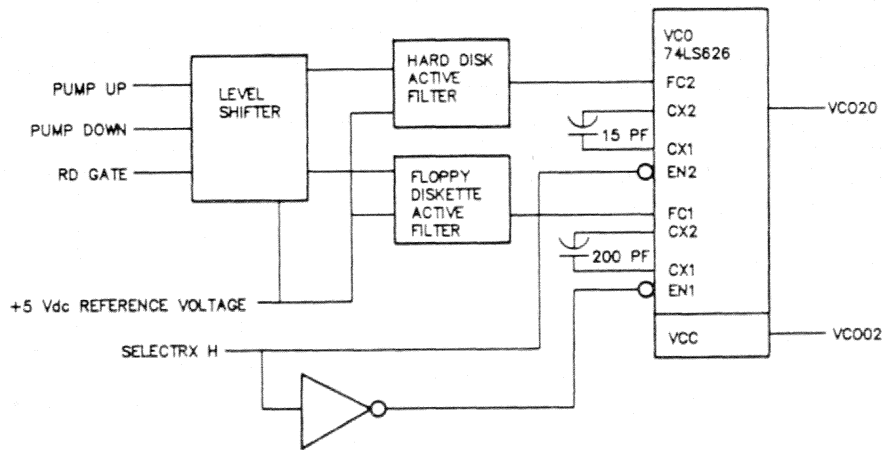 PUMP UP
PUMP DOWN
RD GATE
LEVEL
SHIFTER
HARD DISK
ACTIVE
FILTER
FLOPPY
DISKETTE
ACTIVE
FILTER
+5 Vdc REFERENCE VOLTAGE
SELECTRX H
VCO
74LS626
FC2
CX2
15 PF
CX1
EN2
FC1
CX2
200 PF
CX1
EN1
VCC
VCO20
VCO02